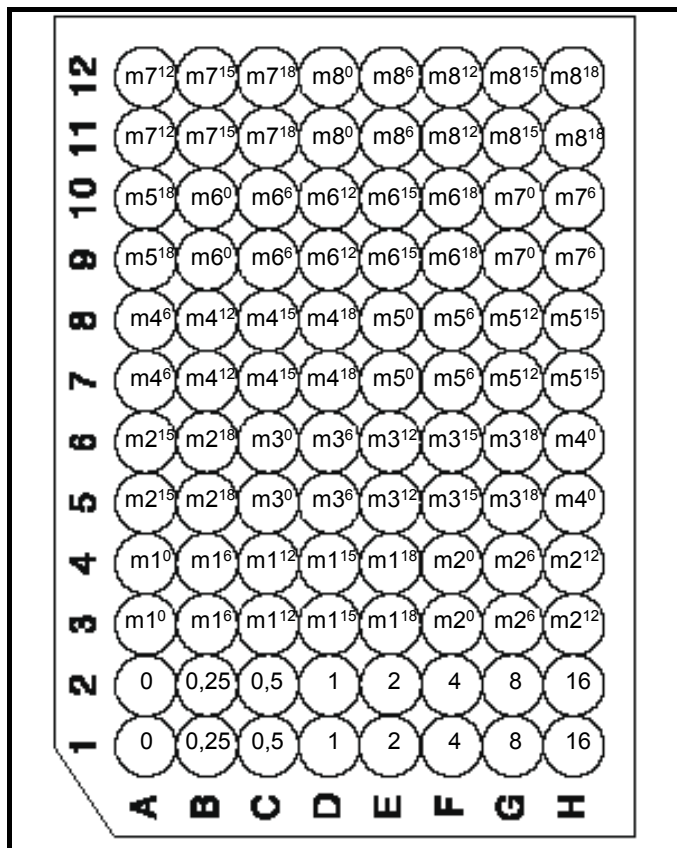 12 m7¹² m7¹⁵ m7¹⁸ m8⁰ m8⁶ m8¹² m8¹⁵ m8¹⁸
11 m7¹² m7¹⁵ m7¹⁸ m8⁰ m8⁶ m8¹² m8¹⁵ m8¹⁸
10 m5¹⁸ m6⁰ m6⁶ m6¹² m6¹⁵ m6¹⁸ m7⁰ m7⁶
9 m5¹⁸ m6⁰ m6⁶ m6¹² m6¹⁵ m6¹⁸ m7⁰ m7⁶
8 m4⁶ m4¹² m4¹⁵ m4¹⁸ m5⁰ m5⁶ m5¹² m5¹⁵
7 m4⁶ m4¹² m4¹⁵ m4¹⁸ m5⁰ m5⁶ m5¹² m5¹⁵
6 m2¹⁵ m2¹⁸ m3⁰ m3⁶ m3¹² m3¹⁵ m3¹⁸ m4⁰
5 m2¹⁵ m2¹⁸ m3⁰ m3⁶ m3¹² m3¹⁵ m3¹⁸ m4⁰
4 m1⁰ m1⁶ m1¹² m1¹⁵ m1¹⁸ m2⁰ m2⁶ m2¹²
3 m1⁰ m1⁶ m1¹² m1¹⁵ m1¹⁸ m2⁰ m2⁶ m2¹²
2 0 0,25 0,5 1 2 4 8 16
1 0 0,25 0,5 1 2 4 8 16
A B C D E F G H